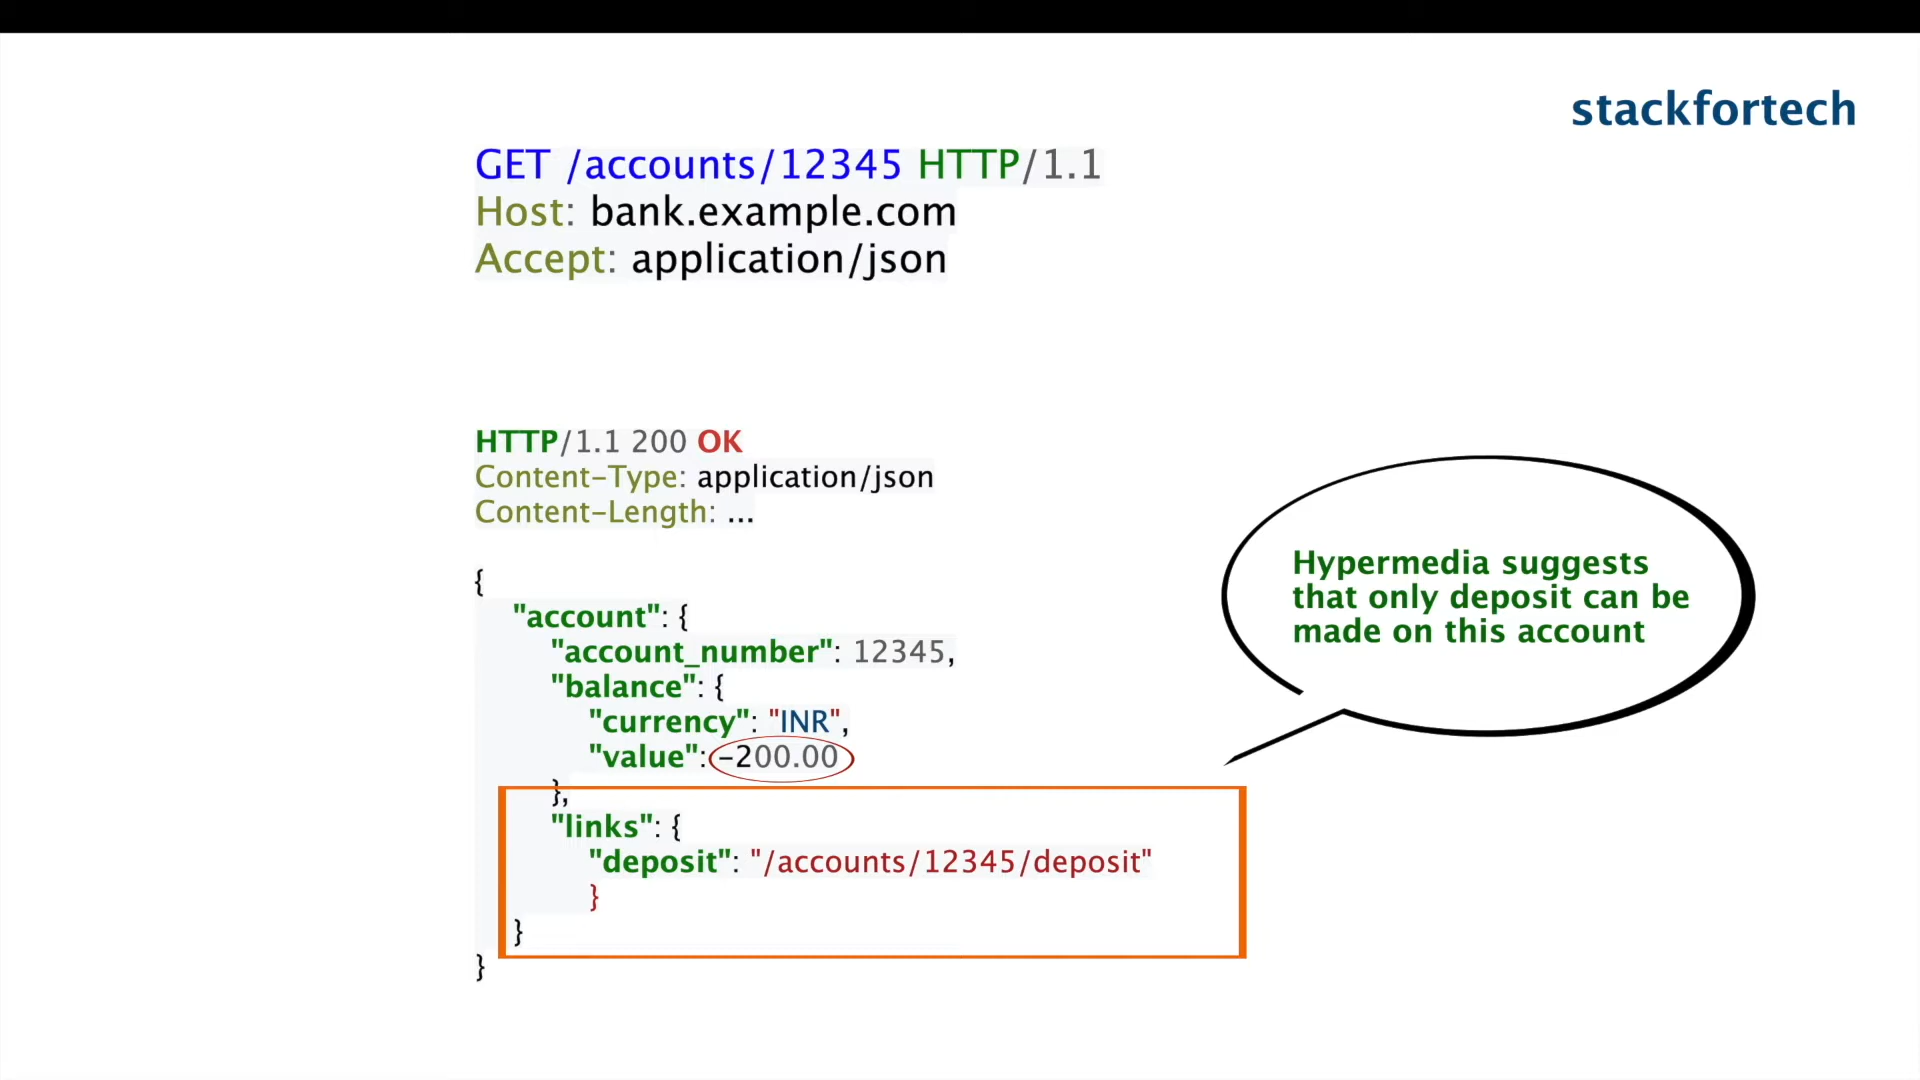 stackfortech
GET /accounts/12345 HTTP/1.1
Host: bank.example.com
Accept: application/json
HTTP/1.1 200 OK
Content-Type: application/json
Content-Length: ...
{
"account": {
"account_number": 12345,
"balance": {
"currency": "INR",
"value": -200.00
},
"links": {
"deposit": "/accounts/12345/deposit"
}
}
}
Hypermedia suggests
that only deposit can be
made on this account